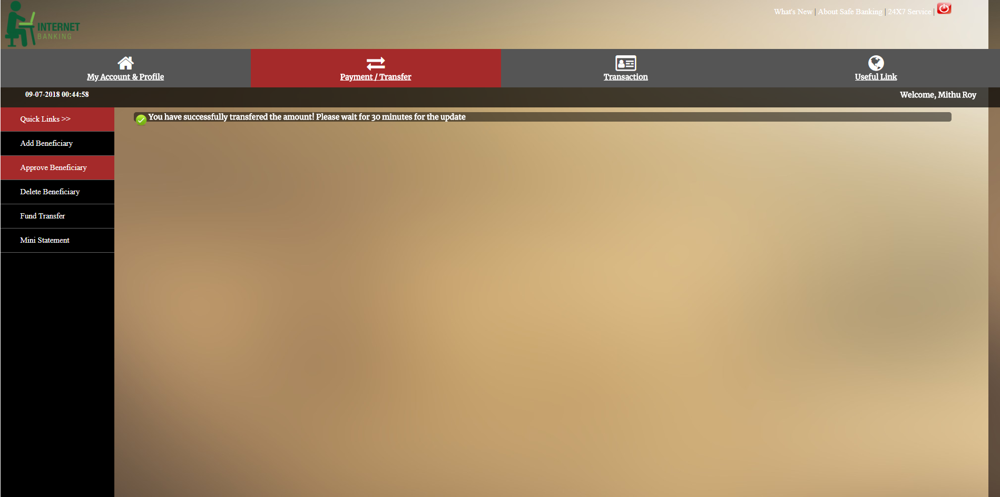 INTERNET
BANKING
What's New | About Safe Banking | 24X7 Service |
My Account & Profile
Payment / Transfer
Transaction
Useful Link
09-07-2018 00:44:58
Welcome, Mithu Roy
Quick Links >>
You have successfully transfered the amount! Please wait for 30 minutes for the update
Add Beneficiary
Approve Beneficiary
Delete Beneficiary
Fund Transfer
Mini Statement